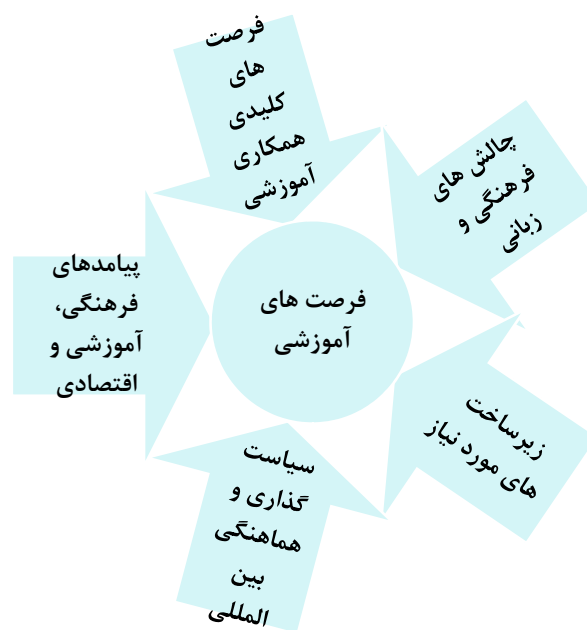 فرصت
های
کلیدی
همکاری
آموزشی
چالش های
فرهنگی و
زبانی
پیامدهای
فرهنگی،
آموزشی و
اقتصادی
فرصت های
آموزشی
زیرساخت
های مورد نیاز
سیاست
گذاری و
هماهنگی
بین
المللی